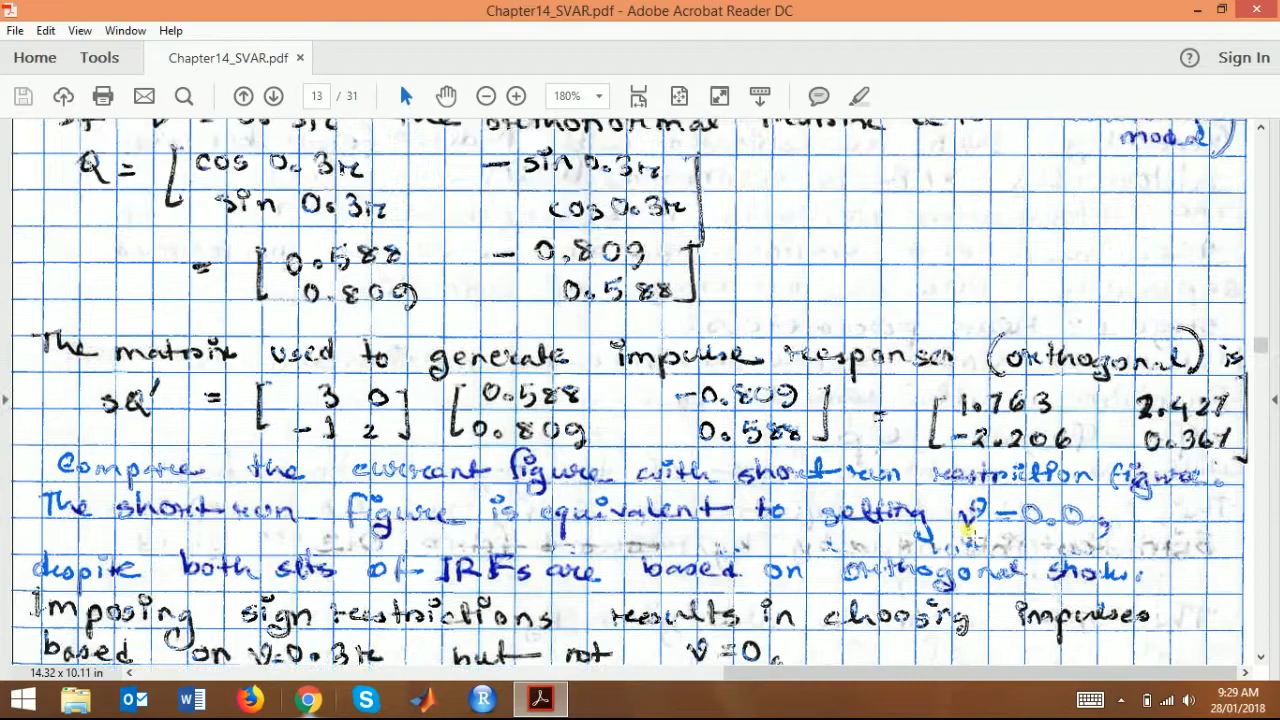 Chapter14_SVAR.pdf - Adobe Acrobat Reader DC
File Edit View Window Help
Home Tools Chapter14_SVAR.pdf × Sign In
13 / 31 180%
orthonormal
model)
Q = [ cos 0.3π - sin 0.3π
sin 0.3π cos 0.3π ]
= [ 0.588 - 0.809
0.809 0.588 ]
The matrix used to generate impulse responses (orthogonal) is
SQ' = [ 3 0 [ 0.588 -0.809 = [ 1.763 2.427
-1 2 ] 0.809 0.588 ] -2.206 0.367 ]
Compare the current figure with short run restriction figure.
The short run figure is equivalent to setting ϑ = 0.0,
despite both sets of IRFs are based on orthogonal shocks.
Imposing sign restrictions results in choosing impulses
based on ϑ=0.3π but not ϑ=0.
14.32 x 10.11 in
9:29 AM
28/01/2018